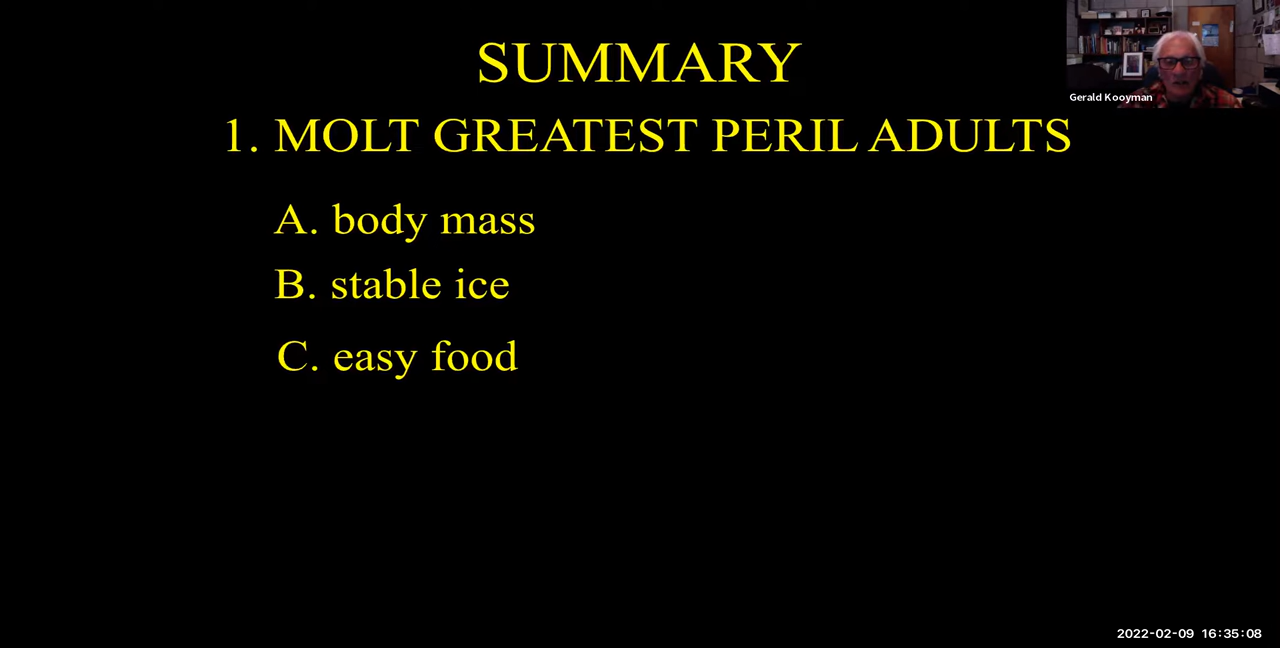 SUMMARY
Gerald Kooyman
1. MOLT GREATEST PERIL ADULTS
A. body mass
B. stable ice
C. easy food
2022-02-09 16:35:08